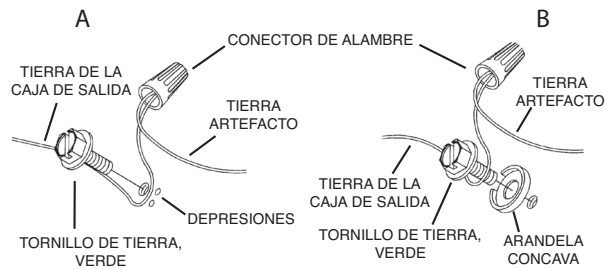 A
B
CONECTOR DE ALAMBRE
TIERRA DE LA
CAJA DE SALIDA
TIERRA
ARTEFACTO
TIERRA
ARTEFACTO
DEPRESIONES
TORNILLO DE TIERRA,
VERDE
TIERRA DE LA
CAJA DE SALIDA
TORNILLO DE TIERRA,
VERDE
ARANDELA
CONCAVA